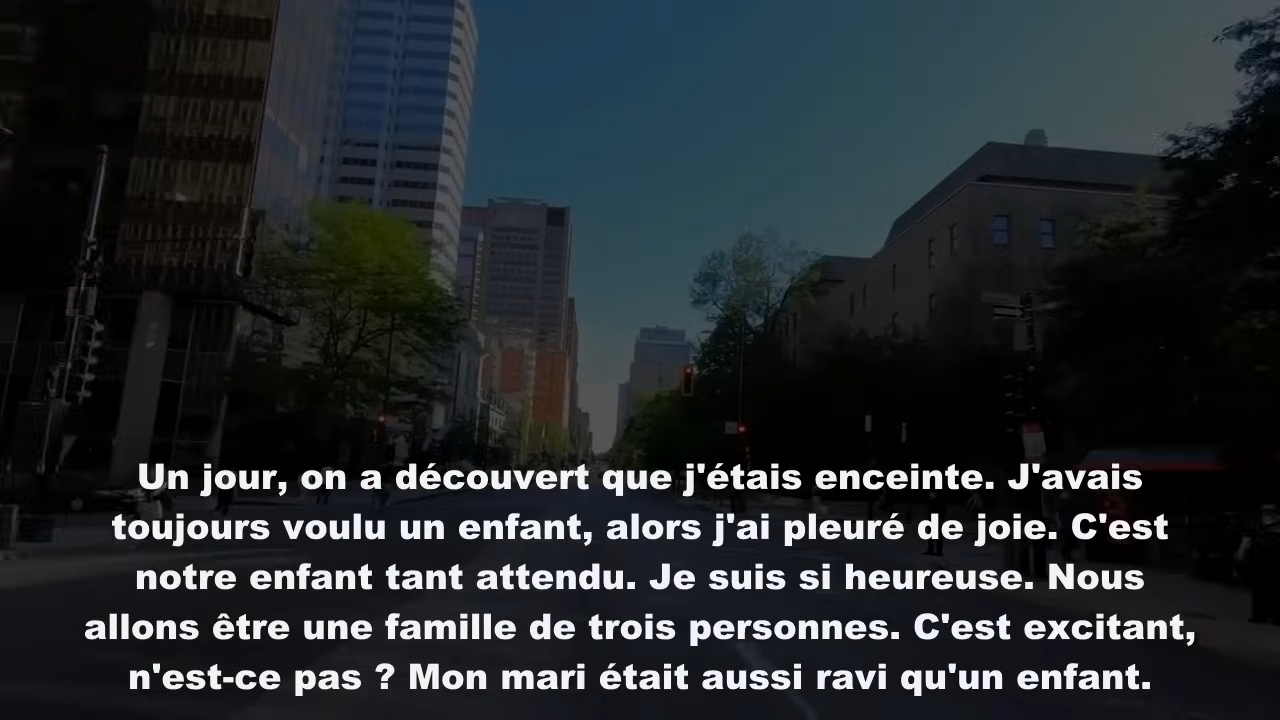 Un jour, on a découvert que j'étais enceinte. J'avais
toujours voulu un enfant, alors j'ai pleuré de joie. C'est
notre enfant tant attendu. Je suis si heureuse. Nous
allons être une famille de trois personnes. C'est excitant,
n'est-ce pas ? Mon mari était aussi ravi qu'un enfant.